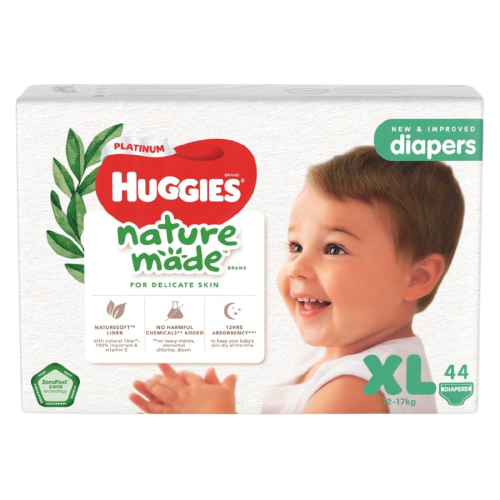 PLATINUM
HUGGIES
BRAND
nature
made™
BRAND
FOR DELICATE SKIN
NATURESOFT™
LINER
with natural fiber*,
100% imported &
vitamin E
NO HARMFUL
CHEMICALS** ADDED
**no heavy metals,
elemental
chlorine, dioxin
12HRS
ABSORBENCY***
to keep your baby's
skin dry all the time
ZeroFeel™
core
technology
NEW & IMPROVED
diapers
XL
12-17kg
44
DIAPERS